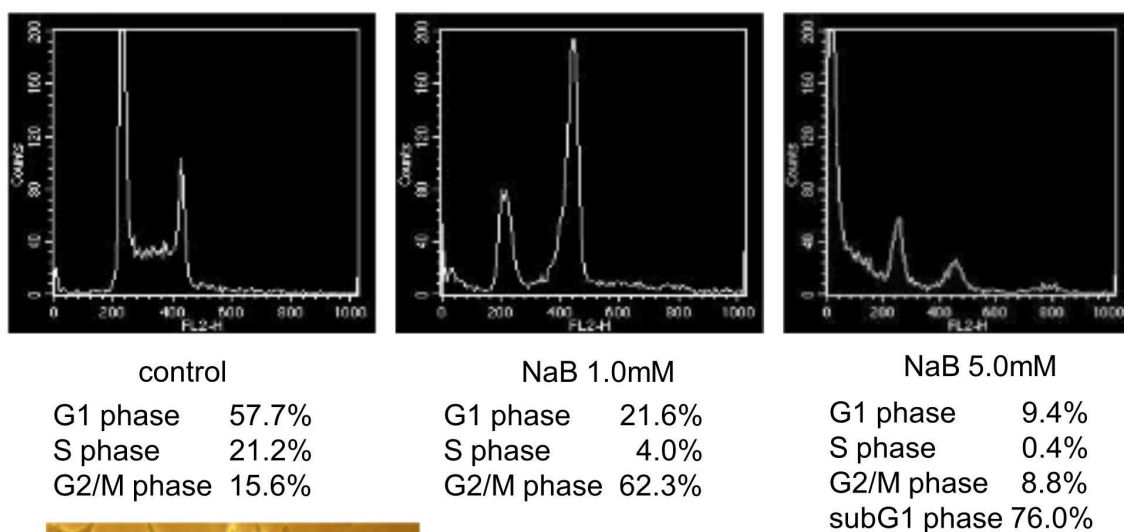 200
160
120
80
40
0
Counts
0 200 400 600 800 1000
FL2-H
200
160
120
80
40
0
Counts
0 200 400 600 800 1000
FL2-H
200
160
120
80
40
0
Counts
0 200 400 600 800 1000
FL2-H
control
G1 phase 57.7%
S phase 21.2%
G2/M phase 15.6%
NaB 1.0mM
G1 phase 21.6%
S phase 4.0%
G2/M phase 62.3%
NaB 5.0mM
G1 phase 9.4%
S phase 0.4%
G2/M phase 8.8%
subG1 phase 76.0%